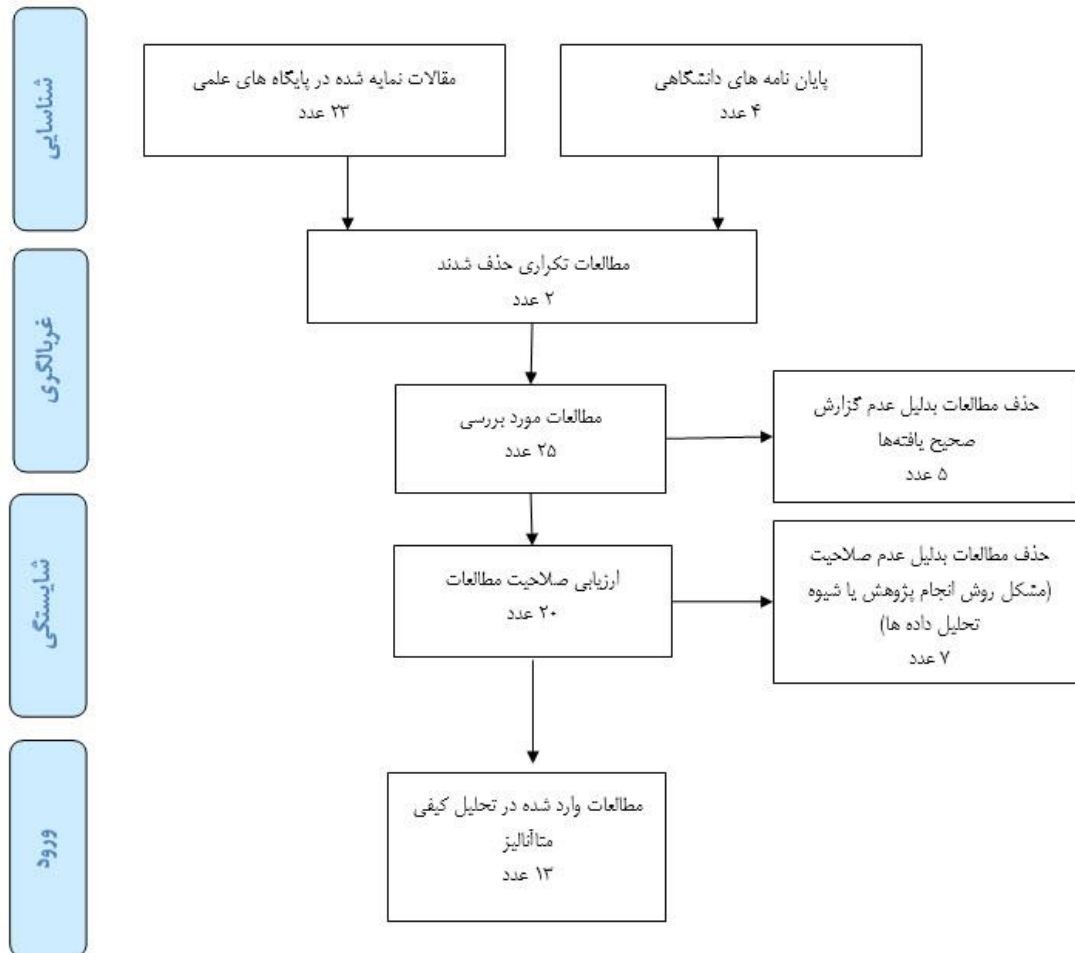 شناسایی
مقالات نمایه شده در پایگاه های علمی
۲۳ عدد
پایان نامه های دانشگاهی
۴ عدد
غربالگری
مطالعات تکراری حذف شدند
۲ عدد
مطالعات مورد بررسی
۲۵ عدد
حذف مطالعات بدلیل عدم گزارش
صحیح یافته‌ها
۵ عدد
شایستگی
ارزیابی صلاحیت مطالعات
۲۰ عدد
حذف مطالعات بدلیل عدم صلاحیت
(مشکل روش انجام پژوهش یا شیوه
تحلیل داده ها)
۷ عدد
ورود
مطالعات وارد شده در تحلیل کیفی
متاآنالیز
۱۳ عدد